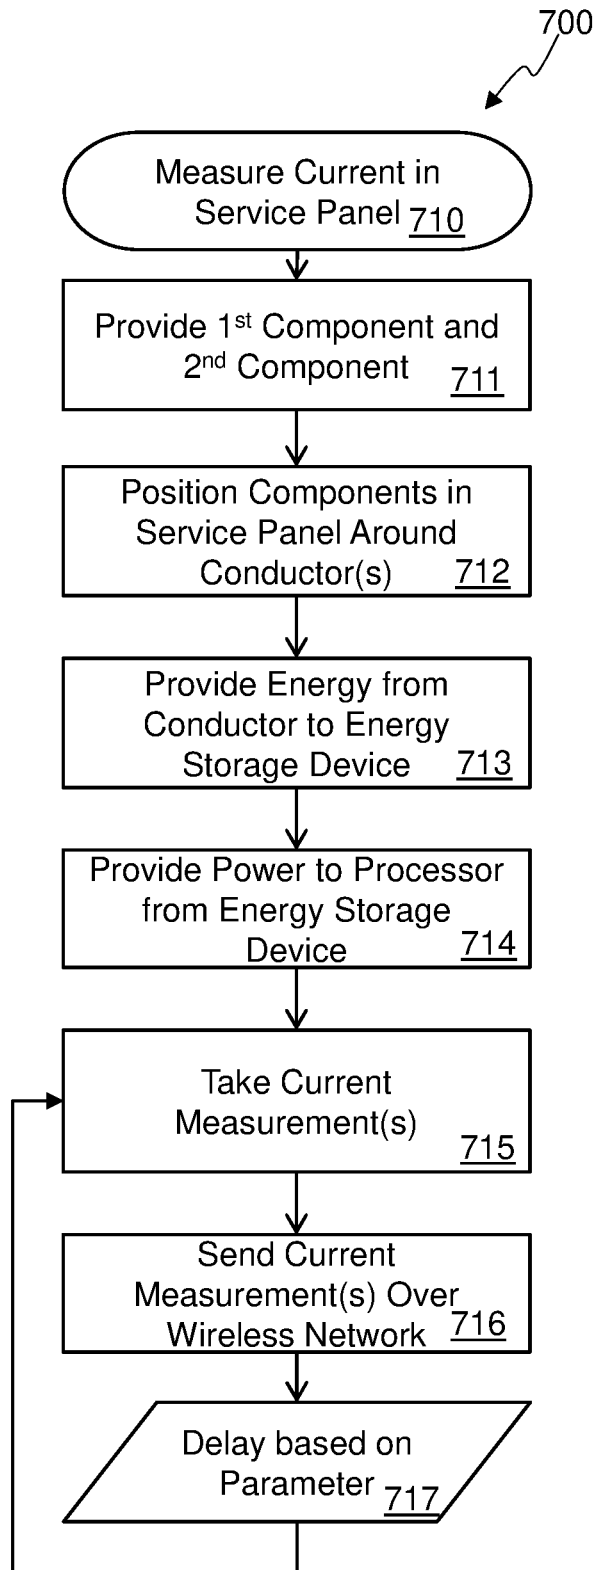 700
Measure Current in
Service Panel 710
Provide 1st Component and
2nd Component 711
Position Components in
Service Panel Around
Conductor(s) 712
Provide Energy from
Conductor to Energy
Storage Device 713
Provide Power to Processor
from Energy Storage
Device 714
Take Current
Measurement(s)
715
Send Current
Measurement(s) Over
Wireless Network 716
Delay based on
Parameter 717